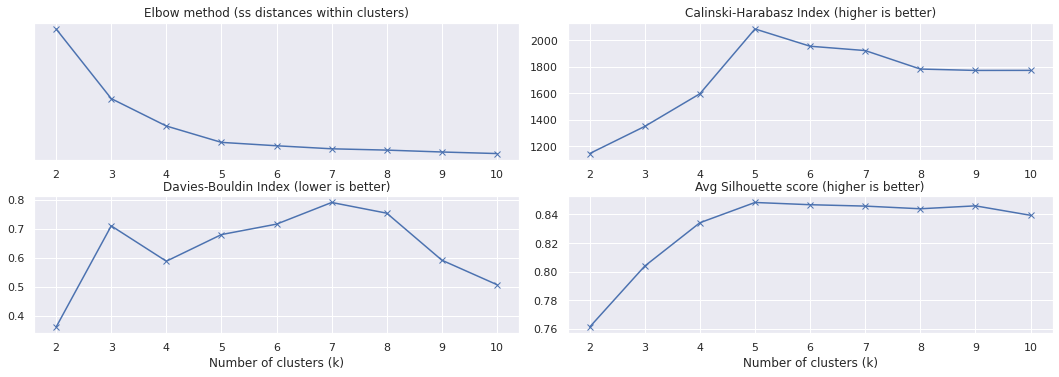 Elbow method (ss distances within clusters)
2 3 4 5 6 7 8 9 10
Calinski-Harabasz Index (higher is better)
2000
1800
1600
1400
1200
2 3 4 5 6 7 8 9 10
Davies-Bouldin Index (lower is better)
0.8
0.7
0.6
0.5
0.4
2 3 4 5 6 7 8 9 10
Number of clusters (k)
Avg Silhouette score (higher is better)
0.84
0.82
0.80
0.78
0.76
2 3 4 5 6 7 8 9 10
Number of clusters (k)